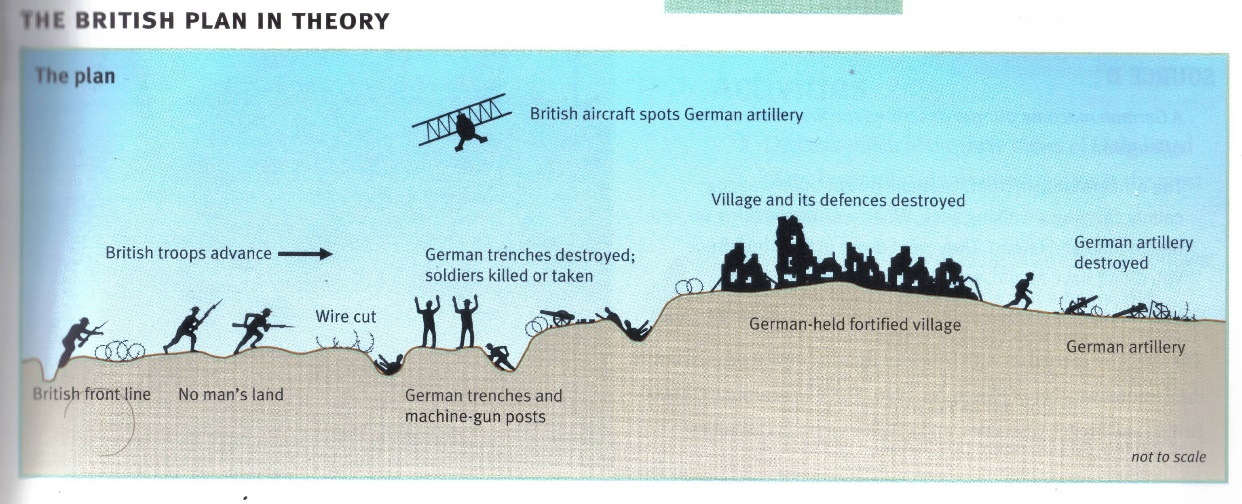 THE BRITISH PLAN IN THEORY
The plan
British aircraft spots German artillery
Village and its defences destroyed
British troops advance
German trenches destroyed;
soldiers killed or taken
German artillery
destroyed
Wire cut
German-held fortified village
German artillery
British front line
No man's land
German trenches and
machine-gun posts
not to scale